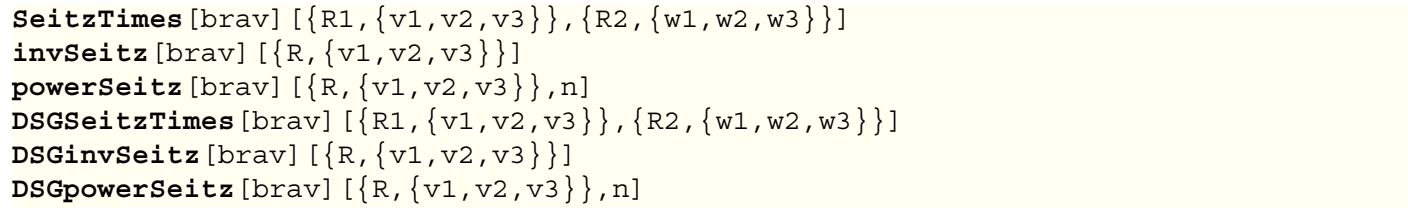 SeitzTimes[brav][{R1,{v1,v2,v3}},{R2,{w1,w2,w3}}]
invSeitz[brav][{R,{v1,v2,v3}}]
powerSeitz[brav][{R,{v1,v2,v3}},n]
DSGSeitzTimes[brav][{R1,{v1,v2,v3}},{R2,{w1,w2,w3}}]
DSGinvSeitz[brav][{R,{v1,v2,v3}}]
DSGpowerSeitz[brav][{R,{v1,v2,v3}},n]